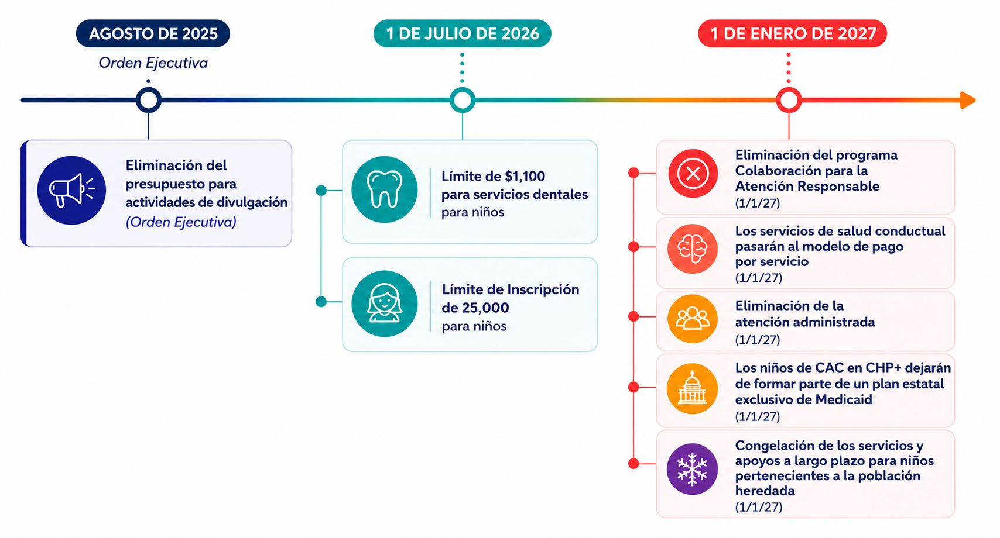 AGOSTO DE 2025
Orden Ejecutiva
Eliminación del
presupuesto para
actividades de divulgación
(Orden Ejecutiva)
1 DE JULIO DE 2026
Límite de $1,100
para servicios dentales
para niños
Límite de Inscripción
de 25,000
para niños
1 DE ENERO DE 2027
Eliminación del programa
Colaboración para la
Atención Responsable
(1/1/27)
Los servicios de salud conductual
pasarán al modelo de pago
por servicio
(1/1/27)
Eliminación de la
atención administrada
(1/1/27)
Los niños de CAC en CHP+ dejarán
de formar parte de un plan estatal
exclusivo de Medicaid
(1/1/27)
Congelación de los servicios y
apoyos a largo plazo para niños
pertenecientes a la población
heredada
(1/1/27)